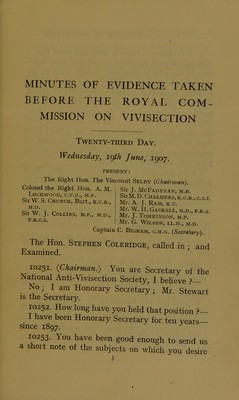 MINUTES OF EVIDENCE TAKEN
BEFORE THE ROYAL COM-
MISSION ON VIVISECTION
TWENTY-THIRD DAY.
Wednesday, 19th June, 1907.
PRESENT:
The Right Hon. The Viscount SELBY (Chairman).
Colonel the Right Hon. A. M. LOCKWOOD, C.V.O., M.P.
Sir W. S. CHURCH, Bart., K.C.B., M.D.
Sir W. J. COLLINS, M.P., M.D., F.R.C.S.
Sir J. MCFADYEAN, M.B.
Sir M. D. CHALMERS, K.C.B., C.S.I.
Mr. A. J. RAM, K.C.
Mr. W. H. GASKELL, M.D., F.R.S.
Mr. J. TOMKINSON, M.P.
Mr. G. WILSON, LL.D., M.D.
Captain C. BIGHAM, C.M.G. (Secretary).
The Hon. STEPHEN COLERIDGE, called in; and
Examined.
10251. (Chairman.) You are Secretary of the
National Anti-Vivisection Society, I believe?—
No; I am Honorary Secretary; Mr. Stewart
is the Secretary.
10252. How long have you held that position?—
I have been Honorary Secretary for ten years—
since 1897.
10253. You have been good enough to send us
a short note of the subjects on which you desire
1